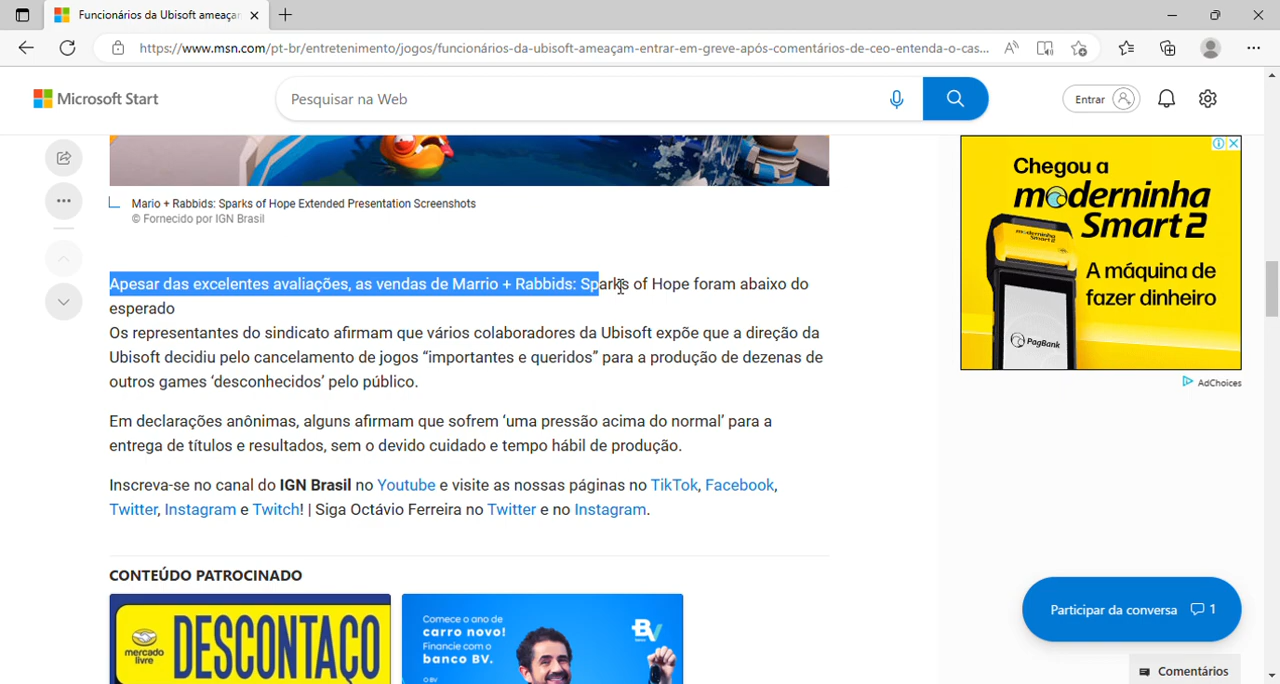 Funcionários da Ubisoft ameaçar
https://www.msn.com/pt-br/entretenimento/jogos/funcionários-da-ubisoft-ameaçam-entrar-em-greve-após-comentários-de-ceo-entenda-o-cas...
Microsoft Start
Pesquisar na Web
Entrar
Mario + Rabbids: Sparks of Hope Extended Presentation Screenshots
© Fornecido por IGN Brasil
Apesar das excelentes avaliações, as vendas de Marrio + Rabbids: Sparks of Hope foram abaixo do
esperado
Os representantes do sindicato afirmam que vários colaboradores da Ubisoft expõe que a direção da
Ubisoft decidiu pelo cancelamento de jogos “importantes e queridos” para a produção de dezenas de
outros games ‘desconhecidos’ pelo público.
Em declarações anônimas, alguns afirmam que sofrem ‘uma pressão acima do normal’ para a
entrega de títulos e resultados, sem o devido cuidado e tempo hábil de produção.
Inscreva-se no canal do IGN Brasil no Youtube e visite as nossas páginas no TikTok, Facebook,
Twitter, Instagram e Twitch! | Siga Octávio Ferreira no Twitter e no Instagram.
CONTEÚDO PATROCINADO
mercado
livre
DESCONTAÇO
Comece o ano de
carro novo!
Financie com o
banco BV.
BV
Chegou a
moderninha
Smart 2
A máquina de
fazer dinheiro
PagBank
AdChoices
Participar da conversa 1
Comentários